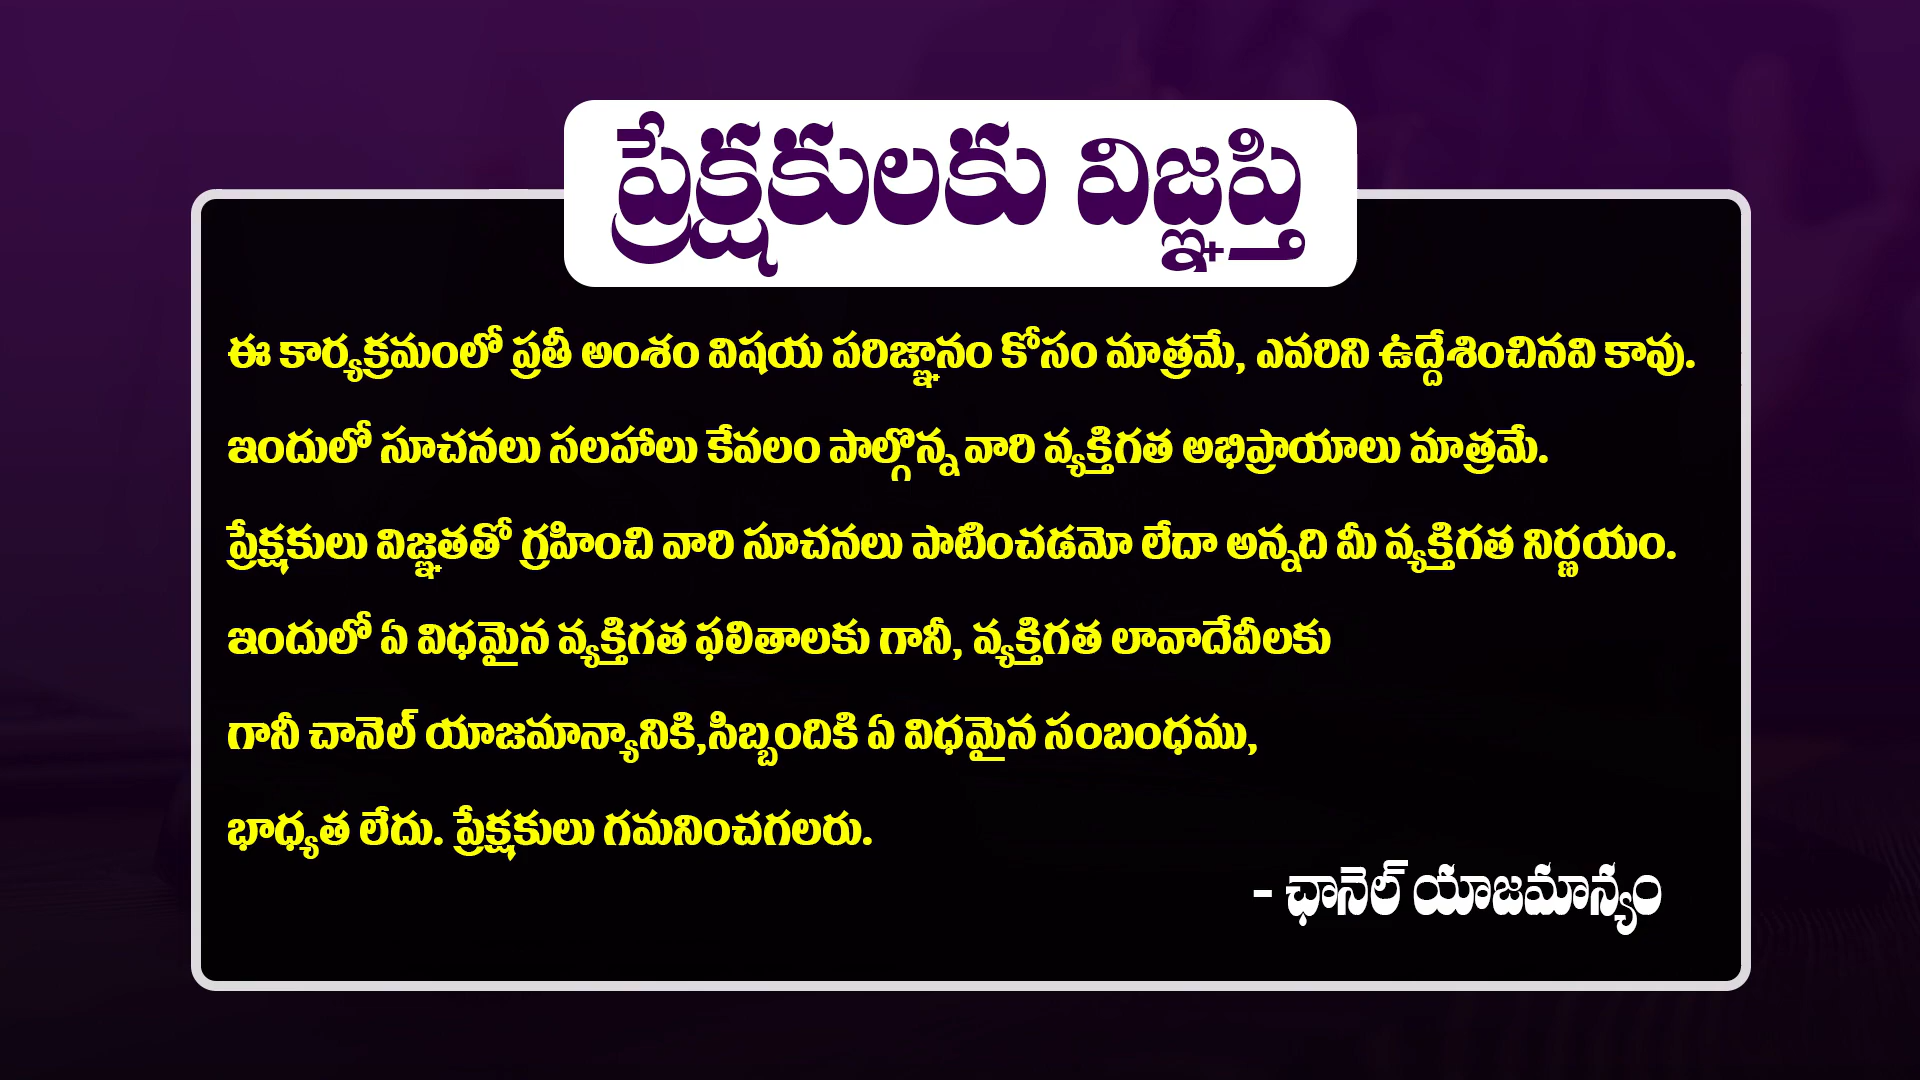 ప్రేక్షకులకు విజ్ఞప్తి
ఈ కార్యక్రమంలో ప్రతీ అంశం విషయ పరిజ్ఞానం కోసం మాత్రమే, ఎవరిని ఉద్దేశించినవి కావు.
ఇందులో సూచనలు సలహాలు కేవలం పాల్గొన్న వారి వ్యక్తిగత అభిప్రాయాలు మాత్రమే.
ప్రేక్షకులు విజ్ఞతతో గ్రహించి వారి సూచనలు పాటించడమో లేదా అన్నది మీ వ్యక్తిగత నిర్ణయం.
ఇందులో ఏ విధమైన వ్యక్తిగత ఫలితాలకు గానీ, వ్యక్తిగత లావాదేవీలకు
గానీ చానెల్ యాజమాన్యానికి,సిబ్బందికి ఏ విధమైన సంబంధము,
భాధ్యత లేదు. ప్రేక్షకులు గమనించగలరు.
- ఛానెల్ యాజమాన్యం